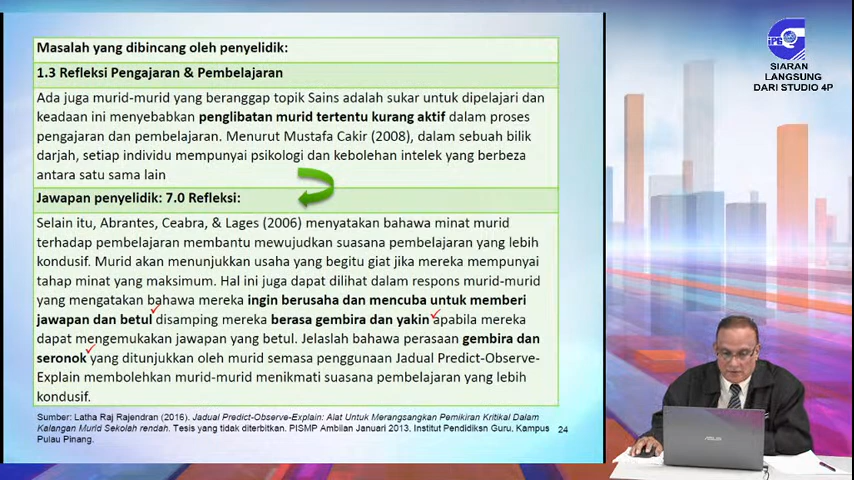 Masalah yang dibincang oleh penyelidik:
1.3 Refleksi Pengajaran & Pembelajaran
Ada juga murid-murid yang beranggap topik Sains adalah sukar untuk dipelajari dan
keadaan ini menyebabkan penglibatan murid tertentu kurang aktif dalam proses
pengajaran dan pembelajaran. Menurut Mustafa Cakir (2008), dalam sebuah bilik
darjah, setiap individu mempunyai psikologi dan kebolehan intelek yang berbeza
antara satu sama lain
Jawapan penyelidik: 7.0 Refleksi:
Selain itu, Abrantes, Ceabra, & Lages (2006) menyatakan bahawa minat murid
terhadap pembelajaran membantu mewujudkan suasana pembelajaran yang lebih
kondusif. Murid akan menunjukkan usaha yang begitu giat jika mereka mempunyai
tahap minat yang maksimum. Hal ini juga dapat dilihat dalam respons murid-murid
yang mengatakan bahawa mereka ingin berusaha dan mencuba untuk memberi
jawapan dan betul disamping mereka berasa gembira dan yakin apabila mereka
dapat mengemukakan jawapan yang betul. Jelaslah bahawa perasaan gembira dan
seronok yang ditunjukkan oleh murid semasa penggunaan Jadual Predict-Observe-
Explain membolehkan murid-murid menikmati suasana pembelajaran yang lebih
kondusif.
Sumber: Latha Raj Rajendran (2016). Jadual Predict-Observe-Explain: Alat Untuk Merangsangkan Pemikiran Kritikal Dalam
Kalangan Murid Sekolah rendah. Tesis yang tidak diterbitkan. PISMP Ambilan Januari 2013, Institut Pendidiksn Guru, Kampus
Pulau Pinang.
24
iPG
SIARAN
LANGSUNG
DARI STUDIO 4P
ASUS